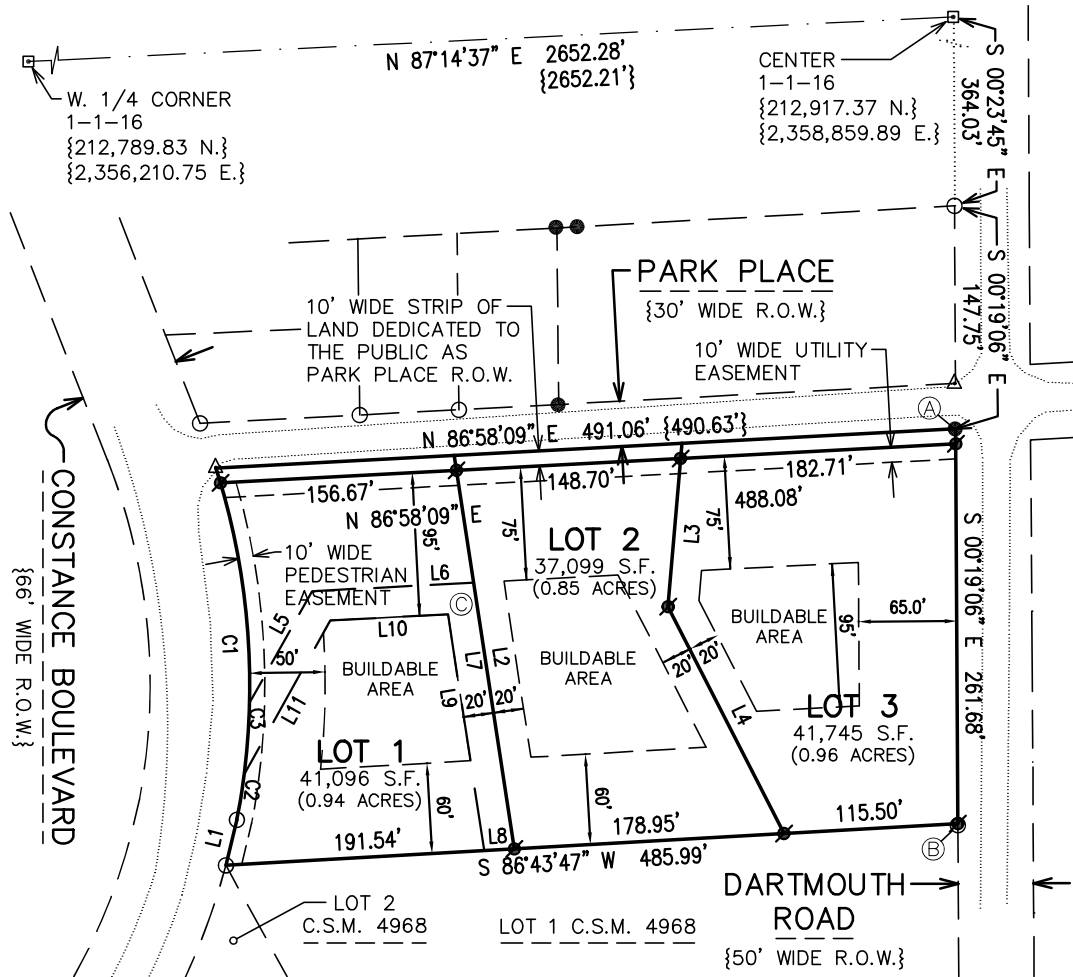 N 87°14'37" E 2652.28'
{2652.21'}
W. 1/4 CORNER
1-1-16
{212,789.83 N.}
{2,356,210.75 E.}
CENTER
1-1-16
{212,917.37 N.}
{2,358,859.89 E.}
S 00°23'45" E
364.03'
S 00°19'06" E
147.75'
PARK PLACE
{30' WIDE R.O.W.}
10' WIDE STRIP OF
LAND DEDICATED TO
THE PUBLIC AS
PARK PLACE R.O.W.
10' WIDE UTILITY
EASEMENT
A
N 86°58'09" E 491.06' {490.63'}
156.67'
148.70'
182.71'
N 86°58'09" E
488.08'
CONSTANCE BOULEVARD
{66' WIDE R.O.W.}
10' WIDE
PEDESTRIAN
EASEMENT
95'
75'
75'
LOT 2
37,099 S.F.
(0.85 ACRES)
L3
L6
C
L5
L10
C1
50'
BUILDABLE
AREA
L7
L2
L9
20'
20'
BUILDABLE
AREA
20'
20'
BUILDABLE
AREA
95'
65.0'
S 00°19'06" E 261.68'
L11
C3
C2
L1
L4
LOT 1
41,096 S.F.
(0.94 ACRES)
LOT 3
41,745 S.F.
(0.96 ACRES)
60'
60'
191.54'
L8
178.95'
115.50'
S 86°43'47" W 485.99'
B
LOT 2
C.S.M. 4968
LOT 1 C.S.M. 4968
DARTMOUTH
ROAD
{50' WIDE R.O.W.}